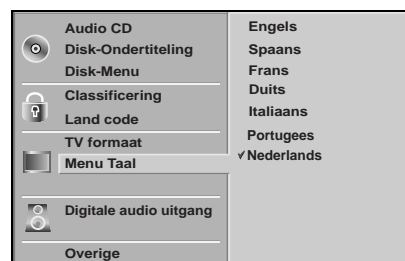 Audio CD
Disk-Ondertiteling
Disk-Menu
Classificering
Land code
TV formaat
Menu Taal
Digitale audio uitgang
Overige
Engels
Spaans
Frans
Duits
Italiaans
Portugees
✓Nederlands